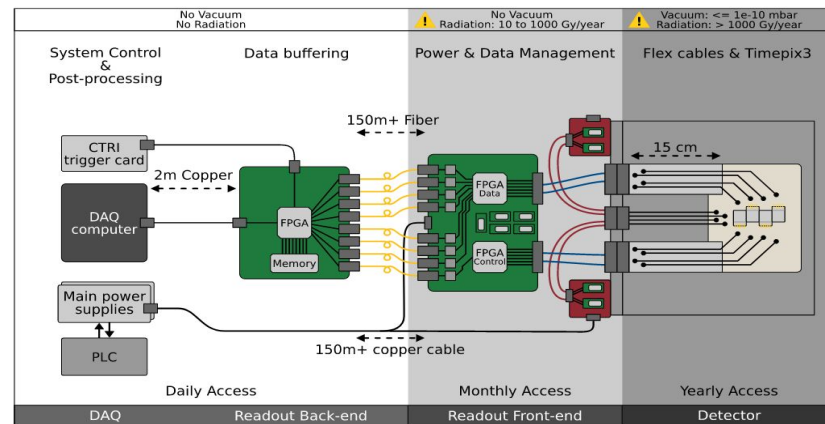 No Vacuum
No Radiation
No Vacuum
Radiation: 10 to 1000 Gy/year
Vacuum: <= 1e-10 mbar
Radiation: > 1000 Gy/year
System Control
&
Post-processing
Data buffering
Power & Data Management
Flex cables & Timepix3
150m+ Fiber
CTRI
trigger card
2m Copper
15 cm
DAQ
computer
FPGA
Memory
FPGA
Data
FPGA
Control
Main power
supplies
PLC
150m+ copper cable
Daily Access
Monthly Access
Yearly Access
DAQ
Readout Back-end
Readout Front-end
Detector